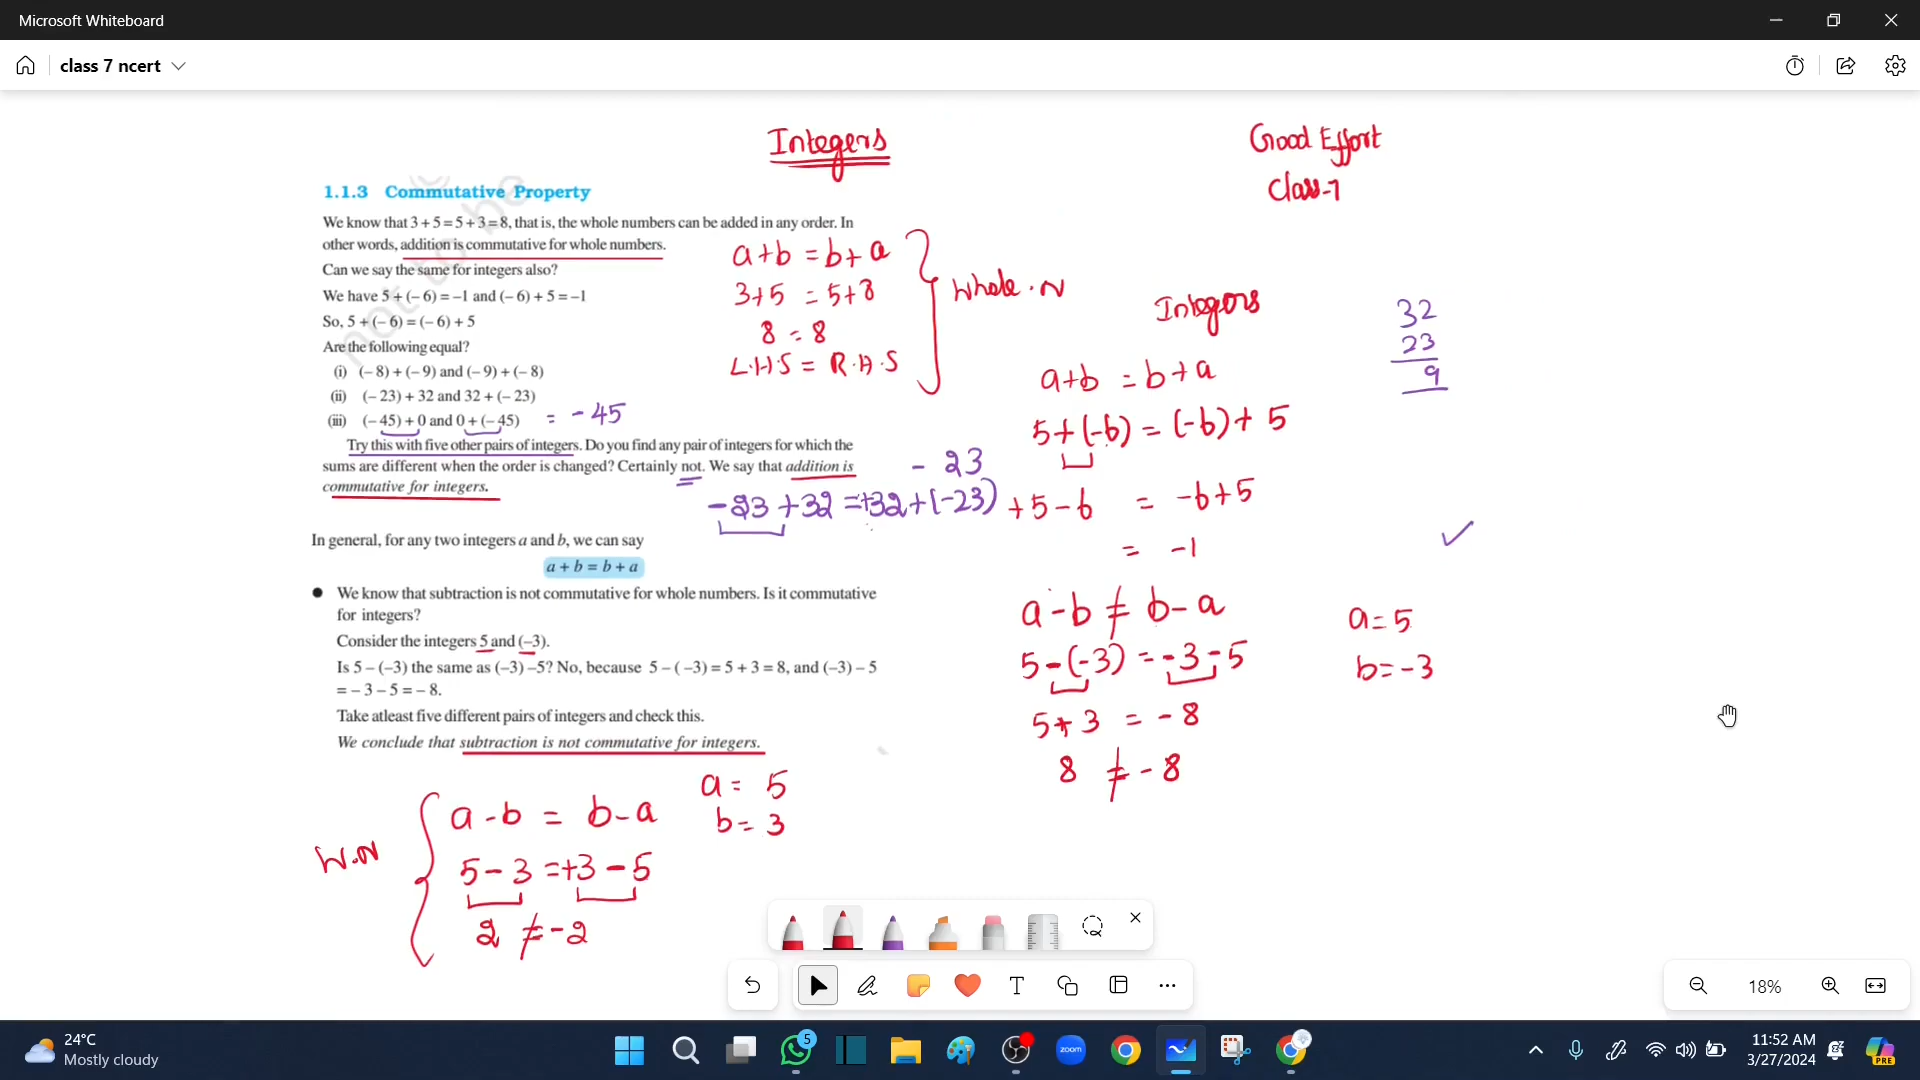 Microsoft Whiteboard
class 7 ncert
Integers
Good Effort
Class-7
1.1.3 Commutative Property
We know that 3 + 5 = 5 + 3 = 8, that is, the whole numbers can be added in any order. In
other words, addition is commutative for whole numbers.
Can we say the same for integers also?
We have 5 + (– 6) = –1 and (– 6) + 5 = –1
So, 5 + (– 6) = (– 6) + 5
Are the following equal?
(i) (– 8) + (– 9) and (– 9) + (– 8)
(ii) (– 23) + 32 and 32 + (– 23)
(iii) (– 45) + 0 and 0 + (– 45) = - 45
Try this with five other pairs of integers. Do you find any pair of integers for which the
sums are different when the order is changed? Certainly not. We say that addition is
commutative for integers.
a+b = b+a
3+5 = 5+3
8 = 8
L.H.S = R.H.S
Whole.N
- 23
-23 +32 = +32+(-23)
In general, for any two integers a and b, we can say
a + b = b + a
● We know that subtraction is not commutative for whole numbers. Is it commutative
for integers?
Consider the integers 5 and (–3).
Is 5 – (–3) the same as (–3) –5? No, because 5 – ( –3) = 5 + 3 = 8, and (–3) – 5
= – 3 – 5 = – 8.
Take atleast five different pairs of integers and check this.
We conclude that subtraction is not commutative for integers.
W.N
a - b = b - a
5 - 3 = +3 - 5
2 ≠ -2
a = 5
b = 3
Integers
a+b = b+a
5+(-6) = (-6)+ 5
+5-6 = -6+5
= -1
a - b ≠ b - a
5-(-3) = -3-5
5+3 = -8
8 ≠ -8
32
23
9
✓
a = 5
b = -3
18%
24°C
Mostly cloudy
5
zoom
11:52 AM
3/27/2024
PRE